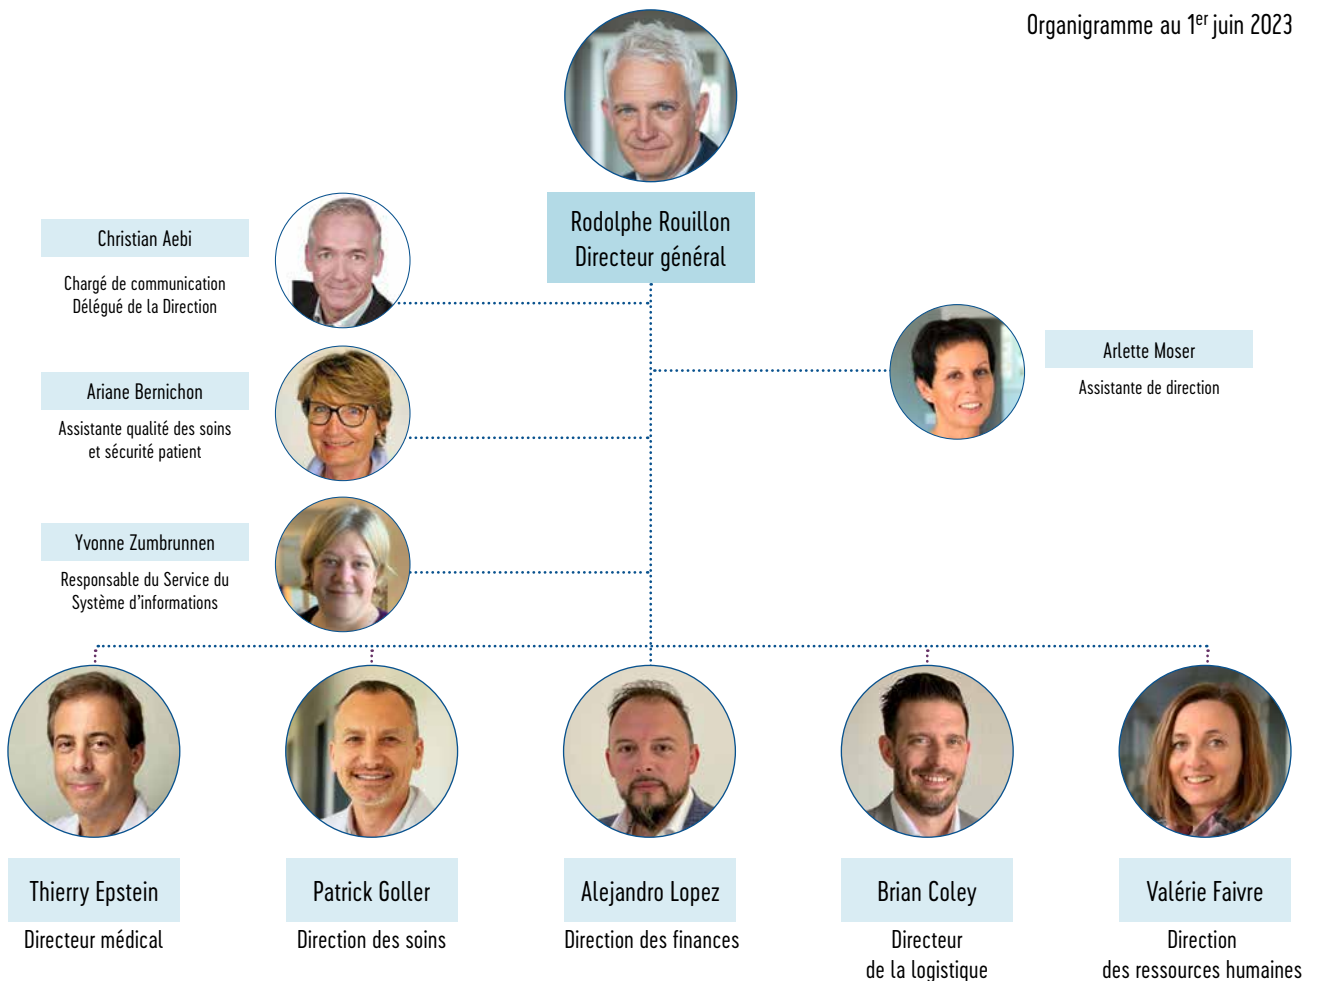 Organigramme au 1er juin 2023
Rodolphe Rouillon
Directeur général
Christian Aebi
Chargé de communication
Délégué de la Direction
Arlette Moser
Assistante de direction
Ariane Bernichon
Assistante qualité des soins
et sécurité patient
Yvonne Zumbrunnen
Responsable du Service du
Système d'informations
Thierry Epstein
Directeur médical
Patrick Goller
Direction des soins
Alejandro Lopez
Direction des finances
Brian Coley
Directeur
de la logistique
Valérie Faivre
Direction
des ressources humaines